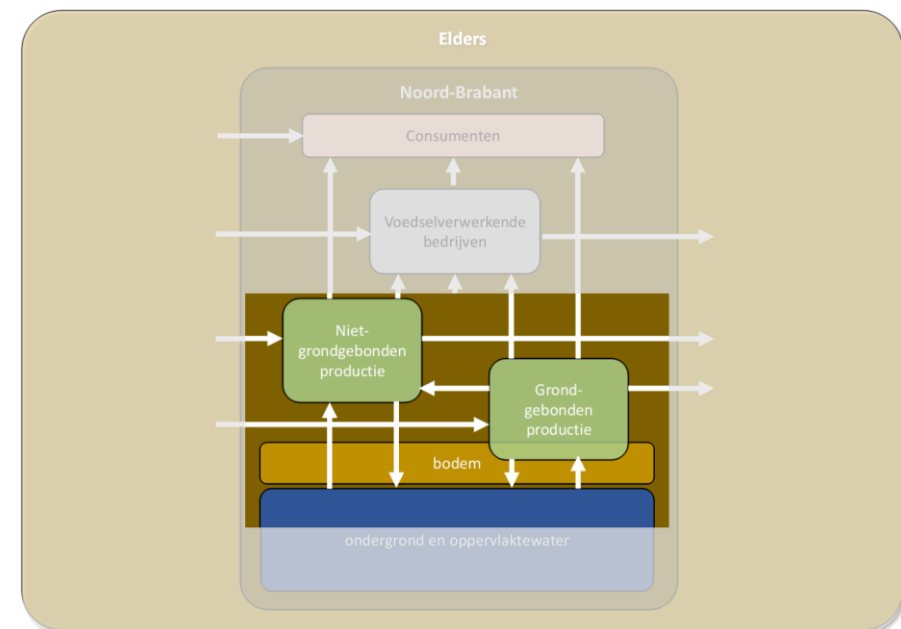 Elders
Noord-Brabant
Consumenten
Voedselverwerkende
bedrijven
Niet-
grondgebonden
productie
Grond-
gebonden
productie
bodem
ondergrond en oppervlaktewater